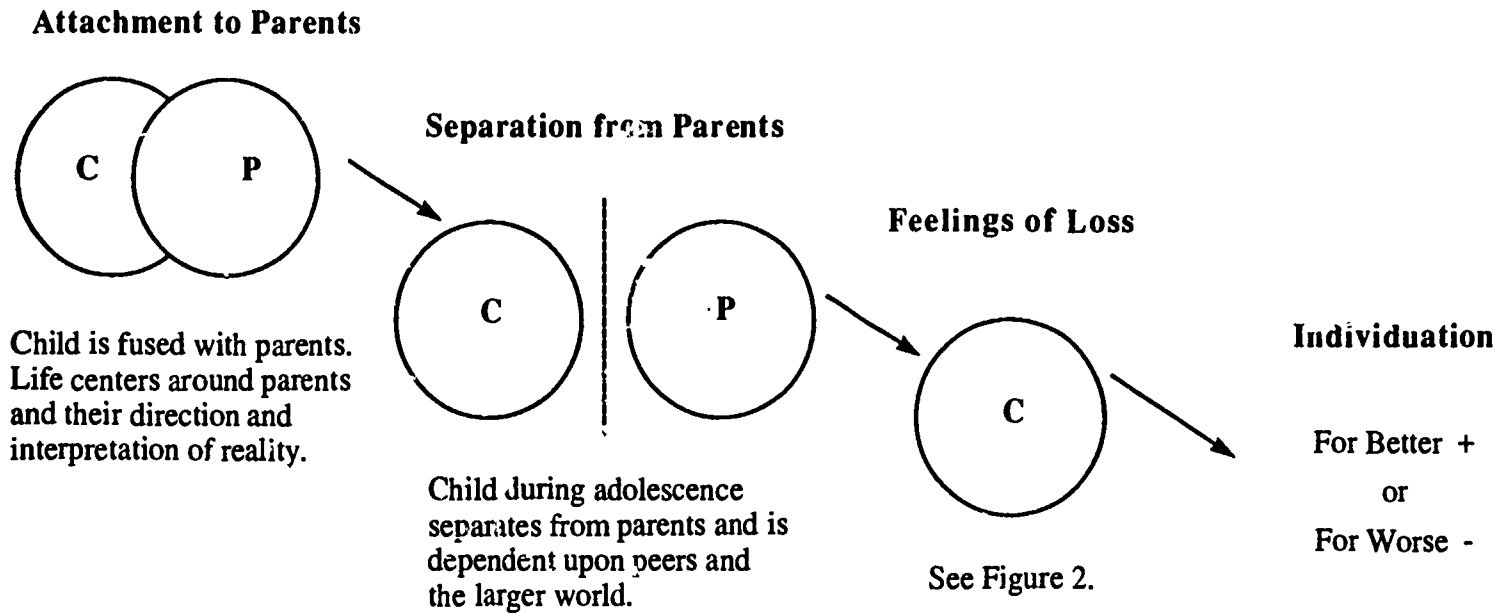 Attachment to Parents
C
P
Child is fused with parents.
Life centers around parents
and their direction and
interpretation of reality.
Separation from Parents
C
P
Child during adolescence
separates from parents and is
dependent upon peers and
the larger world.
Feelings of Loss
C
See Figure 2.
Individuation
For Better +
or
For Worse -